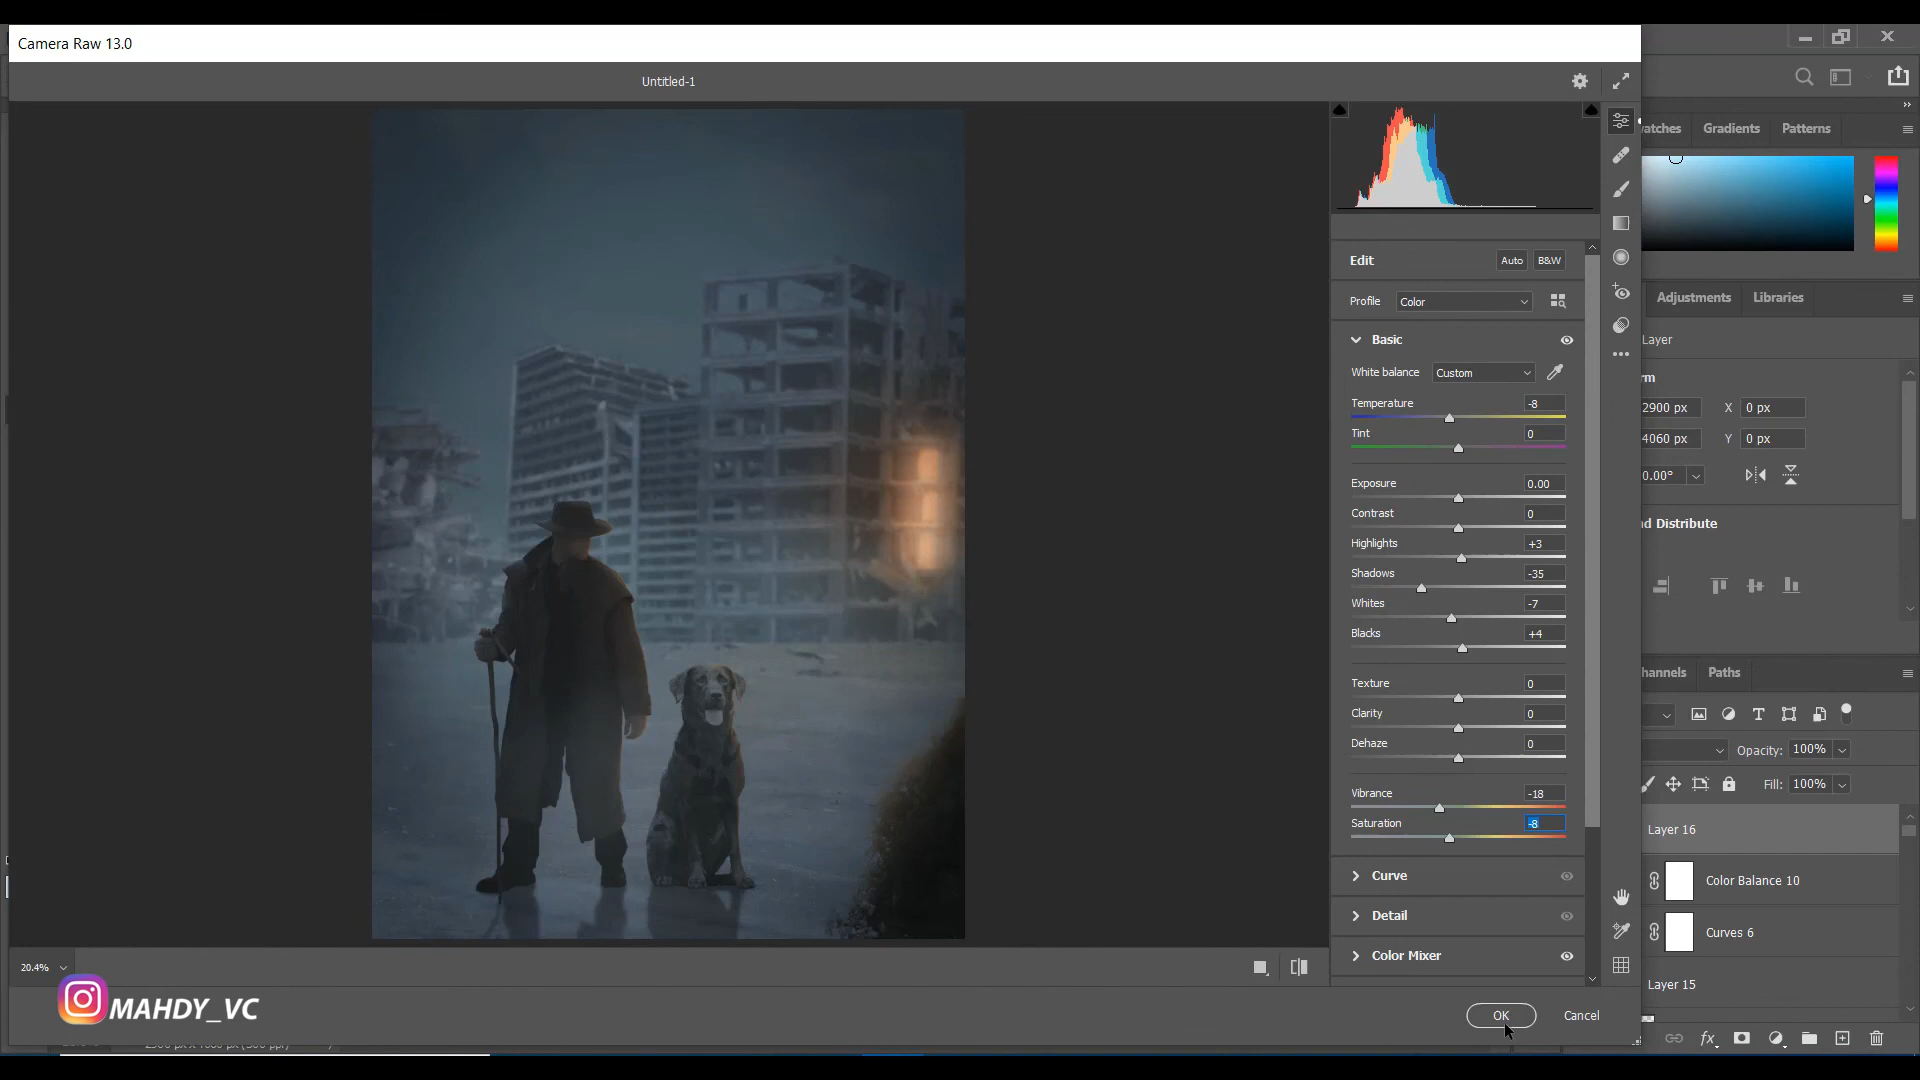 Camera Raw 13.0
Untitled-1
Gradients
Patterns
Edit
Auto
B&W
Profile
Color
Basic
White balance
Custom
Temperature
-8
Tint
0
Exposure
0.00
Contrast
0
Highlights
+3
Shadows
-35
Whites
-7
Blacks
+4
Texture
0
Clarity
0
Dehaze
0
Vibrance
-18
Saturation
-8
Curve
Detail
Color Mixer
20.4%
OK
Cancel
MAHDY_VC
Adjustments
Libraries
Layer
2900 px
X
0 px
4060 px
Y
0 px
0.00°
Distribute
Paths
Opacity: 100%
Fill: 100%
Layer 16
Color Balance 10
Curves 6
Layer 15